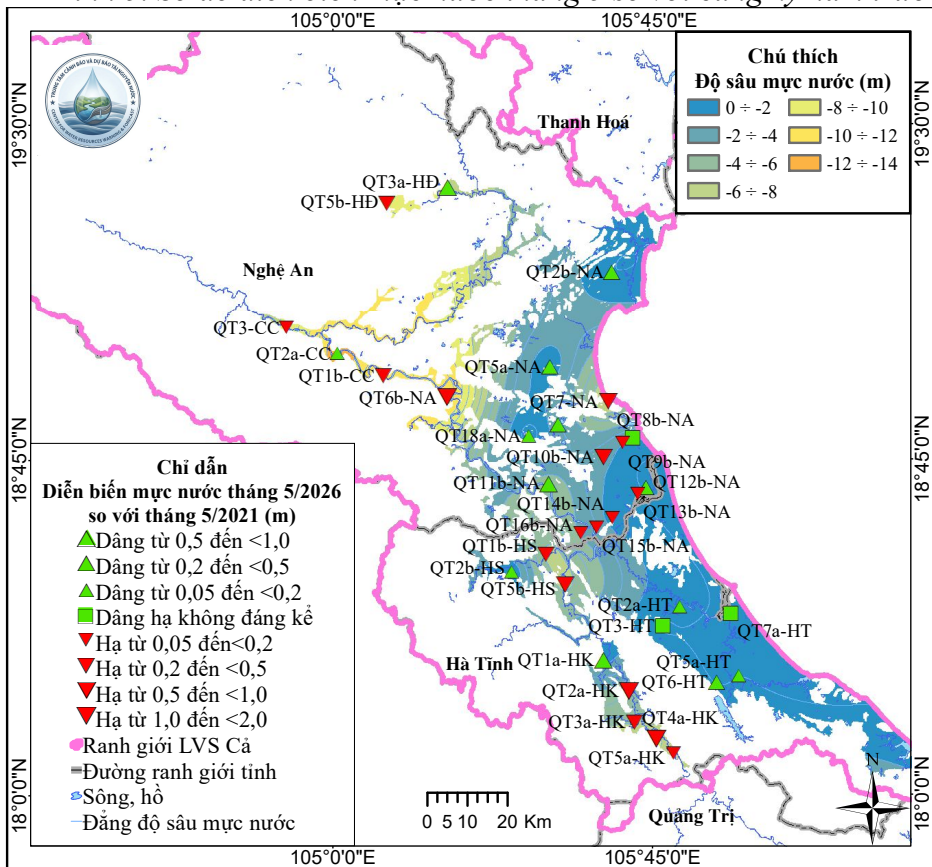 105°0'0"E
105°45'0"E
TRUNG TÂM CẢNH BÁO VÀ DỰ BÁO TÀI NGUYÊN NƯỚC
Chú thích
Độ sâu mực nước (m)
0 ÷ -2
-8 ÷ -10
-2 ÷ -4
-10 ÷ -12
-4 ÷ -6
-12 ÷ -14
-6 ÷ -8
19°30'0"N
19°30'0"N
Thanh Hoá
QT3a-HĐ
QT5b-HĐ
Nghệ An
QT2b-NA
QT3-CC
QT2a-CC
QT1b-CC
QT5a-NA
QT6b-NA
QT7-NA
QT8b-NA
QT18a-NA
QT10b-NA
QT9b-NA
QT11b-NA
QT12b-NA
QT14b-NA
QT13b-NA
QT16b-NA
QT15b-NA
QT1b-HS
QT2b-HS
QT5b-HS
QT2a-HT
QT3-HT
QT7a-HT
Hà Tĩnh
QT1a-HK
QT5a-HT
QT6-HT
QT2a-HK
QT3a-HK
QT4a-HK
QT5a-HK
Quảng Trị
18°45'0"N
18°45'0"N
Chỉ dẫn
Diễn biến mực nước tháng 5/2026
so với tháng 5/2021 (m)
Dâng từ 0,5 đến <1,0
Dâng từ 0,2 đến <0,5
Dâng từ 0,05 đến <0,2
Dâng hạ không đáng kể
Hạ từ 0,05 đến<0,2
Hạ từ 0,2 đến <0,5
Hạ từ 0,5 đến <1,0
Hạ từ 1,0 đến <2,0
Ranh giới LVS Cả
Đường ranh giới tỉnh
Sông, hồ
Đẳng độ sâu mực nước
0 5 10 20 Km
N
18°0'0"N
18°0'0"N
105°0'0"E
105°45'0"E